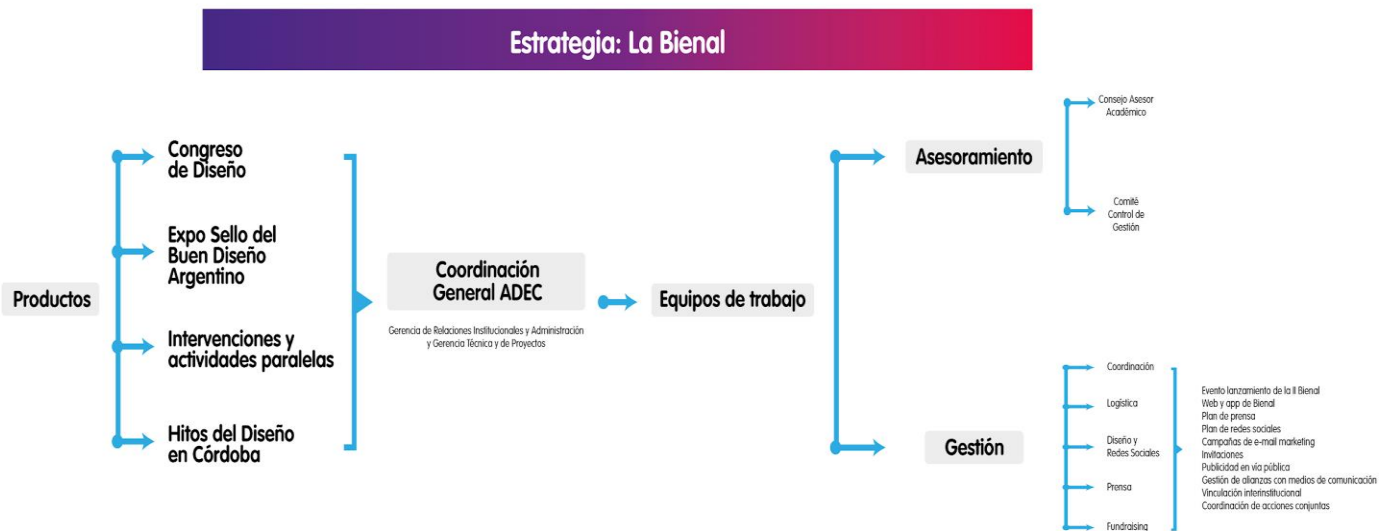 Estrategia: La Bienal
Productos
Congreso
de Diseño
Expo Sello del
Buen Diseño
Argentino
Intervenciones y
actividades paralelas
Hitos del Diseño
en Córdoba
Coordinación
General ADEC
Gerencia de Relaciones Institucionales y Administración
y Gerencia Técnica y de Proyectos
Equipos de trabajo
Asesoramiento
Consejo Asesor
Académico
Comité
Control de
Gestión
Gestión
Coordinación
Logística
Diseño y
Redes Sociales
Prensa
Fundraising
Evento lanzamiento de la II Bienal
Web y app de Bienal
Plan de prensa
Plan de redes sociales
Campañas de e-mail marketing
Invitaciones
Publicidad en vía pública
Gestión de alianzas con medios de comunicación
Vinculación interinstitucional
Coordinación de acciones conjuntas